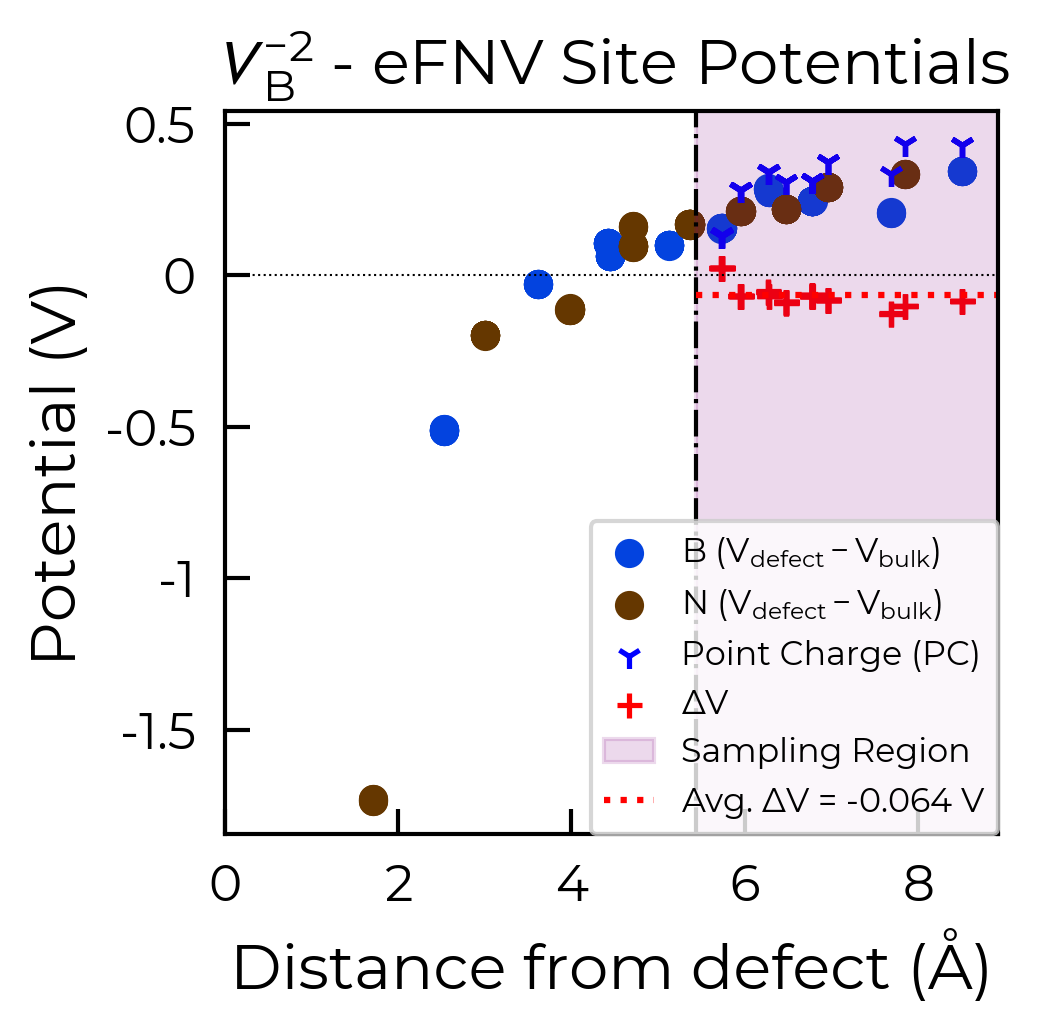 V_B^{−2} - eFNV Site Potentials
Potential (V)
0.5
0
-0.5
-1
-1.5
B (V_defect − V_bulk)
N (V_defect − V_bulk)
Point Charge (PC)
ΔV
Sampling Region
Avg. ΔV = -0.064 V
0 2 4 6 8
Distance from defect (Å)